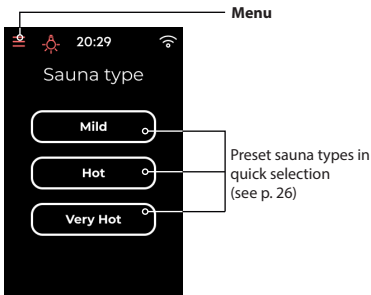 Menu
20:29
Sauna type
Mild
Hot
Very Hot
Preset sauna types in
quick selection
(see p. 26)